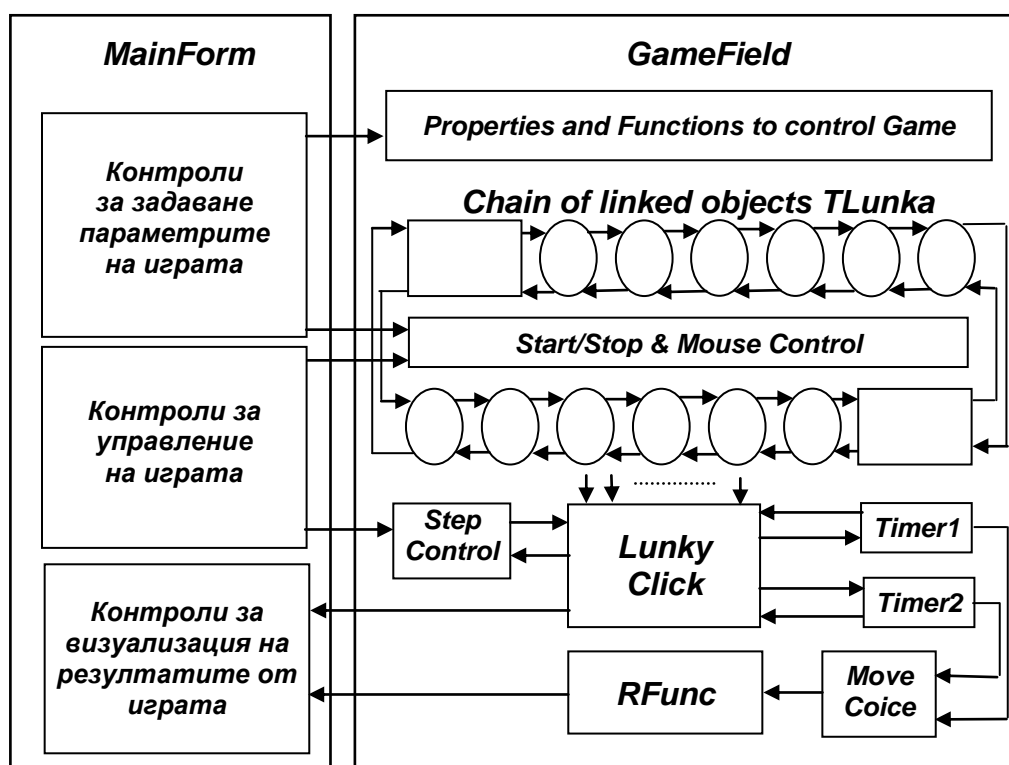 MainForm
Контроли
за задаване
параметрите
на играта
Контроли за
управление
на играта
Контроли за
визуализация на
резултатите от
играта
GameField
Properties and Functions to control Game
Chain of linked objects TLunka
Start/Stop & Mouse Control
Step
Control
Lunky
Click
Timer1
Timer2
RFunc
Move
Coice